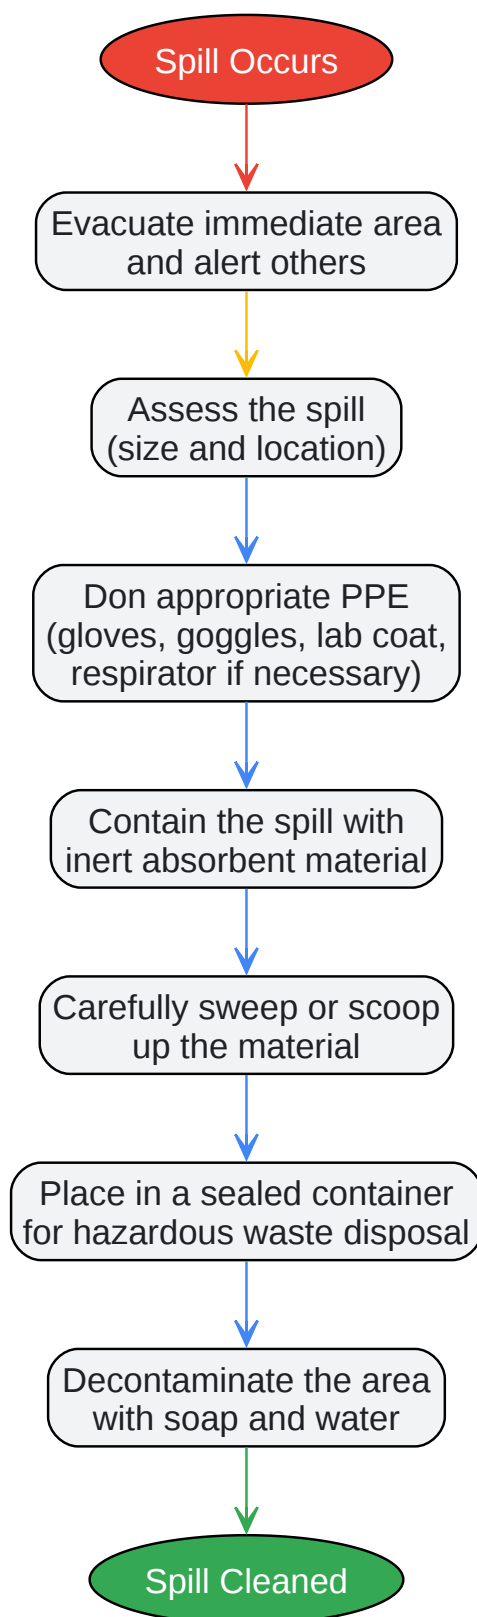 Spill Occurs
Evacuate immediate area
and alert others
Assess the spill
(size and location)
Don appropriate PPE
(gloves, goggles, lab coat,
respirator if necessary)
Contain the spill with
inert absorbent material
Carefully sweep or scoop
up the material
Place in a sealed container
for hazardous waste disposal
Decontaminate the area
with soap and water
Spill Cleaned